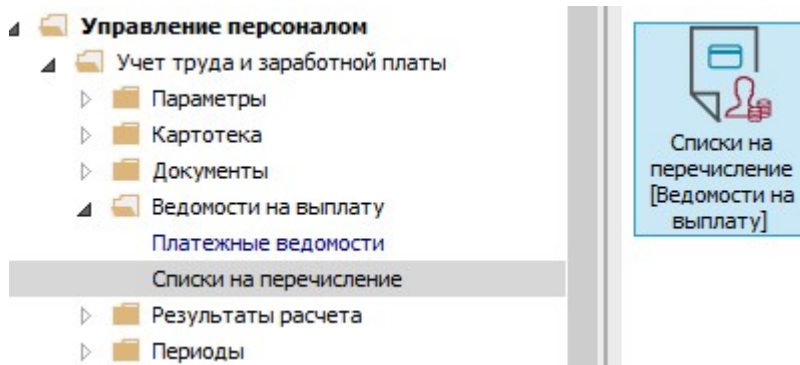 Управление персоналом
Учет труда и заработной платы
Параметры
Картотека
Документы
Ведомости на выплату
Платежные ведомости
Списки на перечисление
Результаты расчета
Периоды
Списки на
перечисление
[Ведомости на
выплату]